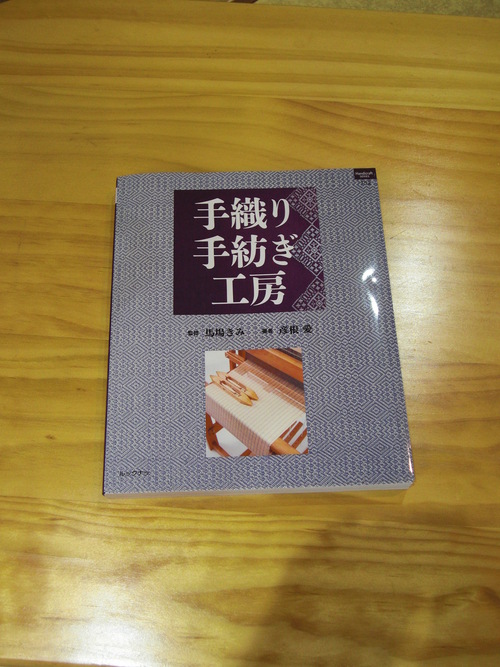 手織り
手紡ぎ
工房
監修 馬場きみ 編著 彦根 愛